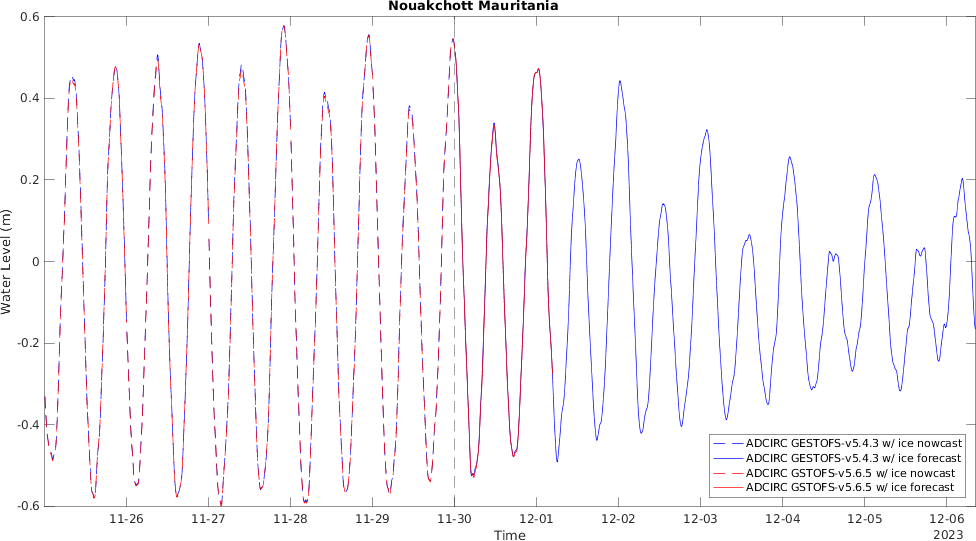 Nouakchott Mauritania
0.6
0.4
0.2
0
-0.2
-0.4
-0.6
Water Level (m)
ADCIRC GESTOFS-v5.4.3 w/ ice nowcast
ADCIRC GESTOFS-v5.4.3 w/ ice forecast
ADCIRC GSTOFS-v5.6.5 w/ ice nowcast
ADCIRC GSTOFS-v5.6.5 w/ ice forecast
11-26 11-27 11-28 11-29 11-30 12-01 12-02 12-03 12-04 12-05 12-06
2023
Time